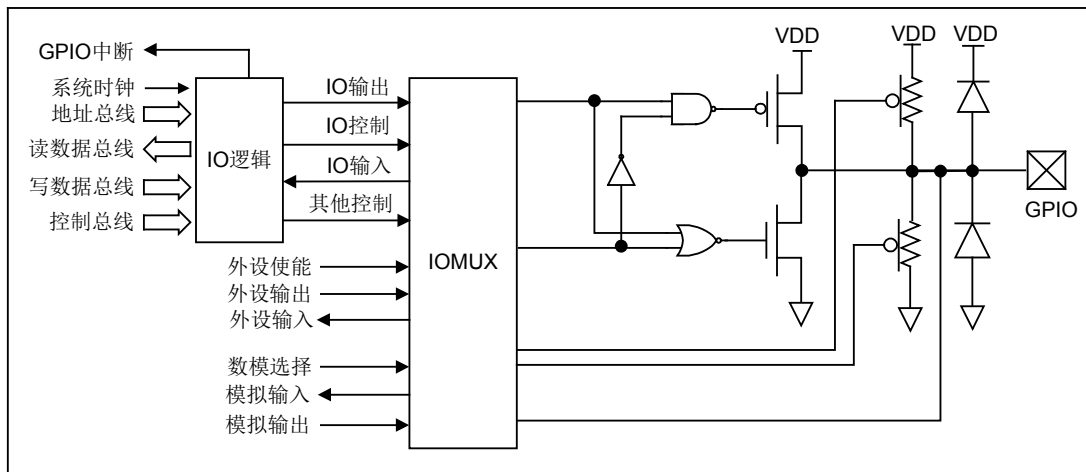 GPIO中断
系统时钟
地址总线
读数据总线
写数据总线
控制总线
IO逻辑
IO输出
IO控制
IO输入
其他控制
外设使能
外设输出
外设输入
数模选择
模拟输入
模拟输出
IOMUX
VDD
VDD
VDD
GPIO